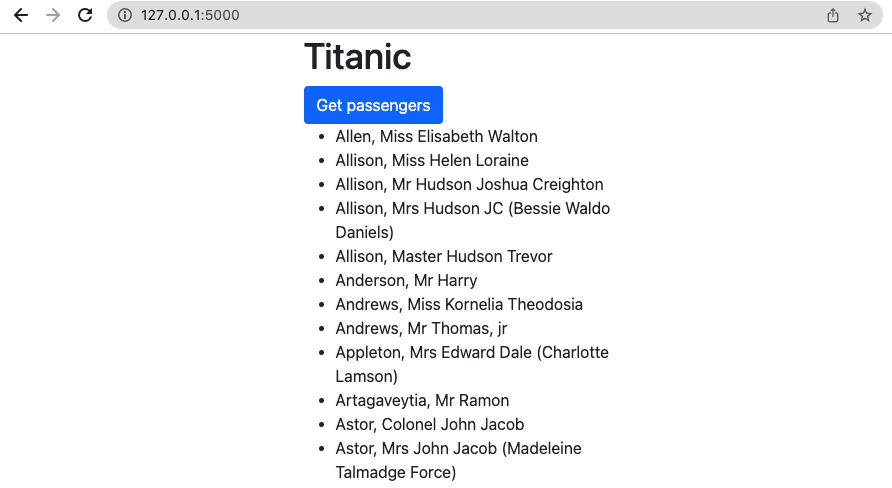 127.0.0.1:5000
Titanic
Get passengers
Allen, Miss Elisabeth Walton
Allison, Miss Helen Loraine
Allison, Mr Hudson Joshua Creighton
Allison, Mrs Hudson JC (Bessie Waldo
Daniels)
Allison, Master Hudson Trevor
Anderson, Mr Harry
Andrews, Miss Kornelia Theodosia
Andrews, Mr Thomas, jr
Appleton, Mrs Edward Dale (Charlotte
Lamson)
Artagaveytia, Mr Ramon
Astor, Colonel John Jacob
Astor, Mrs John Jacob (Madeleine
Talmadge Force)